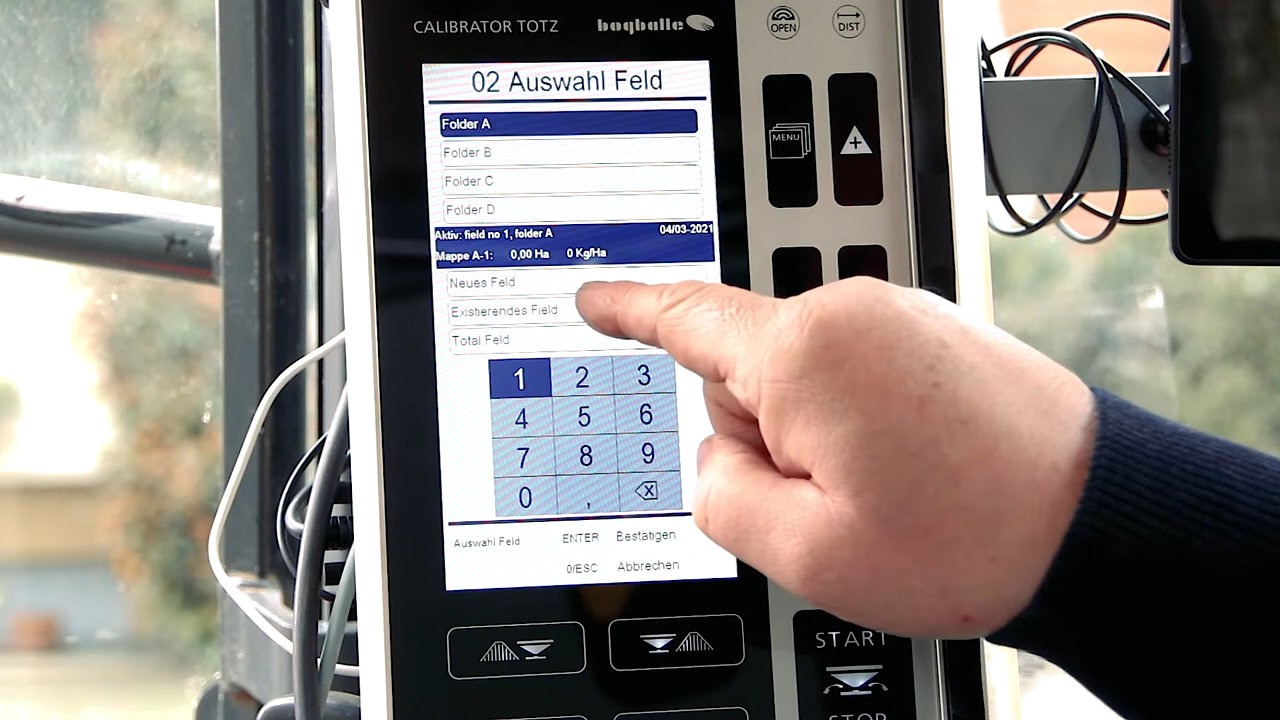 CALIBRATOR TOTZ bogballe
OPEN
DIST
02 Auswahl Feld
Folder A
Folder B
Folder C
Folder D
MENU
Aktiv: field no 1, folder A 04/03-2021
Mappe A-1: 0,00 Ha 0 Kg/Ha
Neues Feld
Existierendes Field
Total Feld
1 2 3
4 5 6
7 8 9
0 ,
Auswahl Feld ENTER Bestätigen
0/ESC Abbrechen
START
STOP